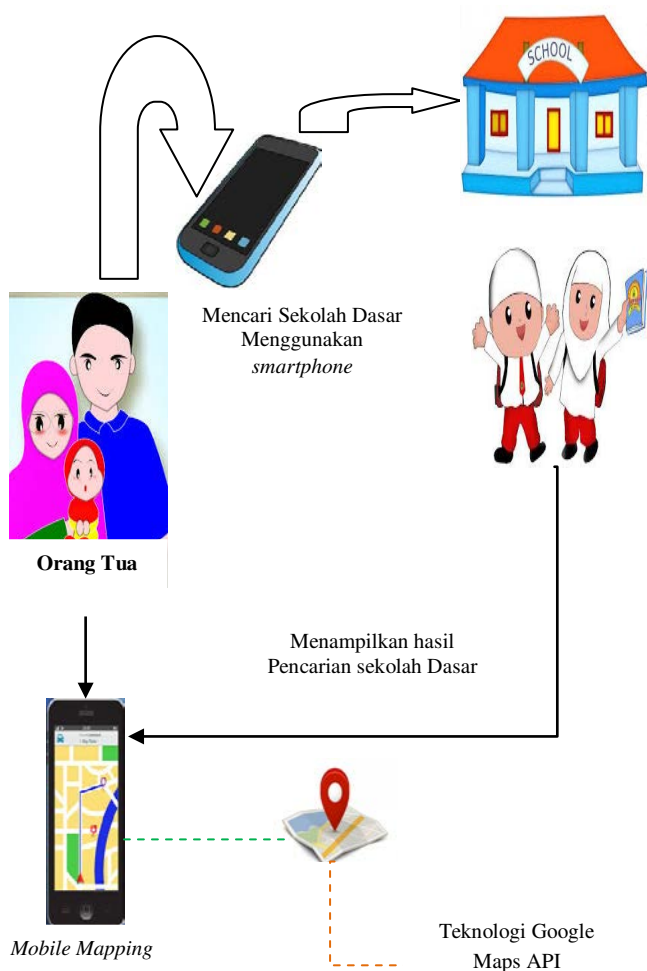 SCHOOL
Mencari Sekolah Dasar
Menggunakan
smartphone
Orang Tua
Menampilkan hasil
Pencarian sekolah Dasar
Mobile Mapping
Teknologi Google
Maps API